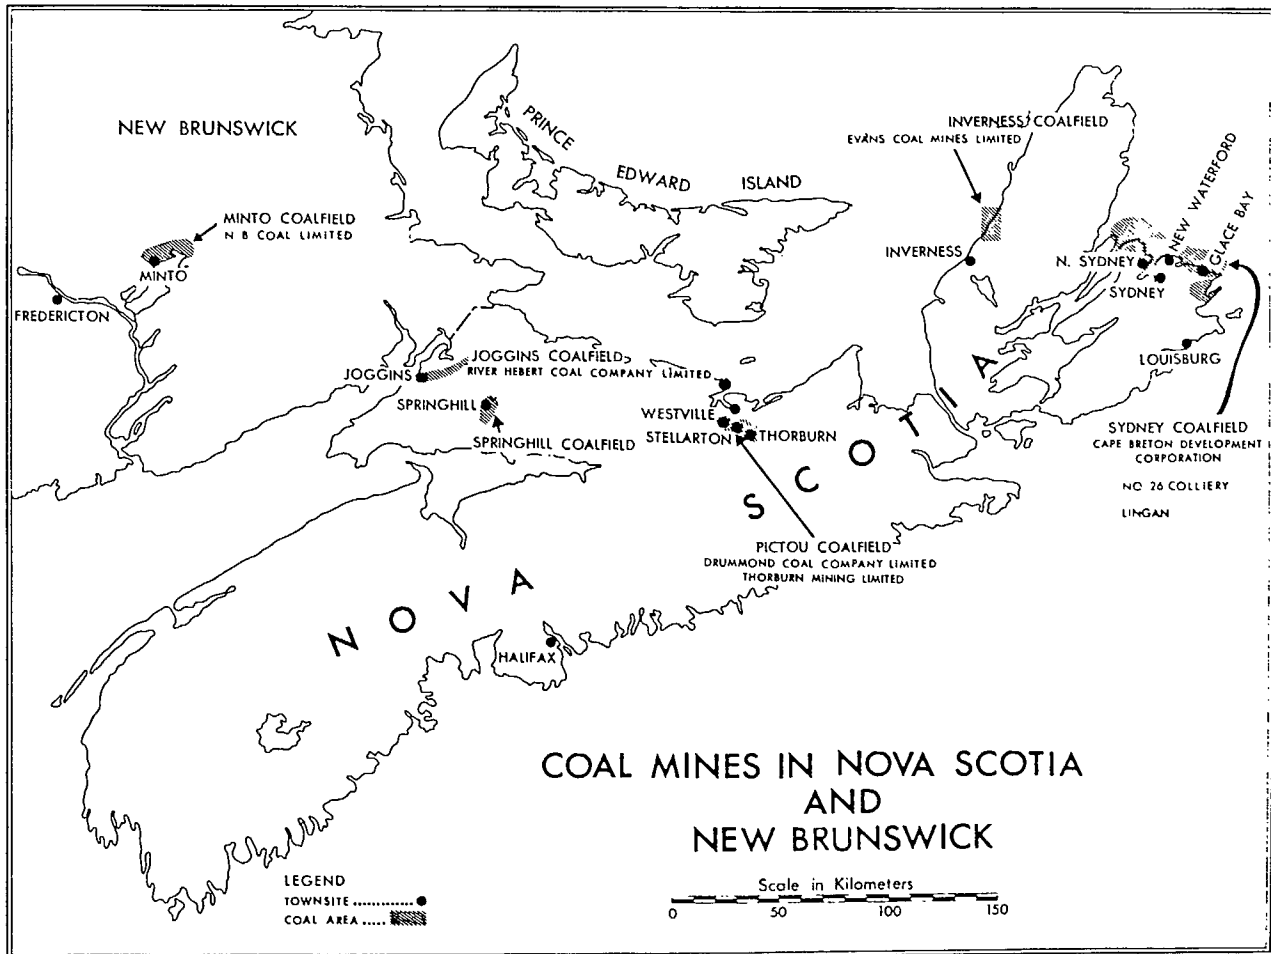 NEW BRUNSWICK
PRINCE
EDWARD
ISLAND
INVERNESS COALFIELD
EVANS COAL MINES LIMITED
MINTO COALFIELD
N B COAL LIMITED
MINTO
FREDERICTON
INVERNESS
NEW WATERFORD
GLACE BAY
N. SYDNEY
SYDNEY
LOUISBURG
JOGGINS
JOGGINS COALFIELD
RIVER HEBERT COAL COMPANY LIMITED
SPRINGHILL
SPRINGHILL COALFIELD
WESTVILLE
STELLARTON
THORBURN
SYDNEY COALFIELD
CAPE BRETON DEVELOPMENT
CORPORATION
NO 26 COLLIERY
LINGAN
PICTOU COALFIELD
DRUMMOND COAL COMPANY LIMITED
THORBURN MINING LIMITED
NOVA SCOTIA
HALIFAX
COAL MINES IN NOVA SCOTIA
AND
NEW BRUNSWICK
LEGEND
TOWNSITE .............
COAL AREA .....
Scale in Kilometers
0 50 100 150